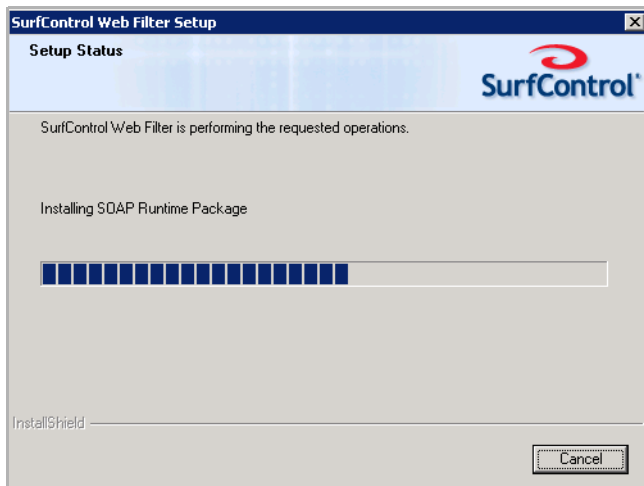 SurfControl Web Filter Setup
Setup Status
SurfControl
SurfControl Web Filter is performing the requested operations.
Installing SOAP Runtime Package
InstallShield
Cancel